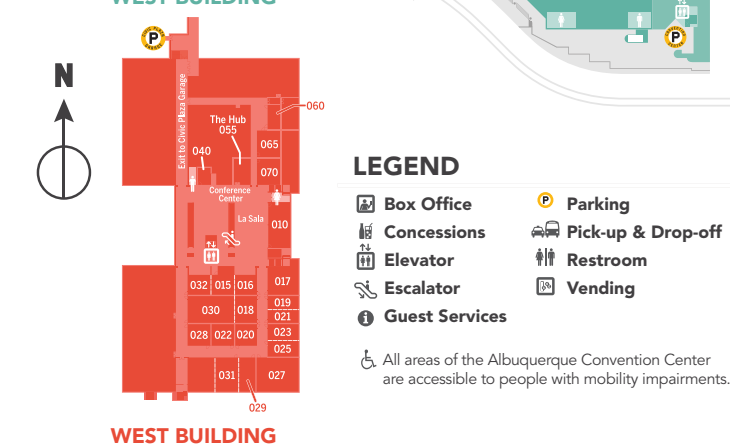 WEST BUILDING
CIVIC PLAZA
P
GARAGE
P
N
Exit to Civic Plaza Garage
060
The Hub
055
040
065
070
Conference
Center
La Sala
010
032
015
016
017
030
018
019
021
028
022
020
023
025
031
027
029
WEST BUILDING
LEGEND
Box Office
P Parking
Concessions
Pick-up & Drop-off
Elevator
Restroom
Escalator
Vending
i Guest Services
All areas of the Albuquerque Convention Center
are accessible to people with mobility impairments.